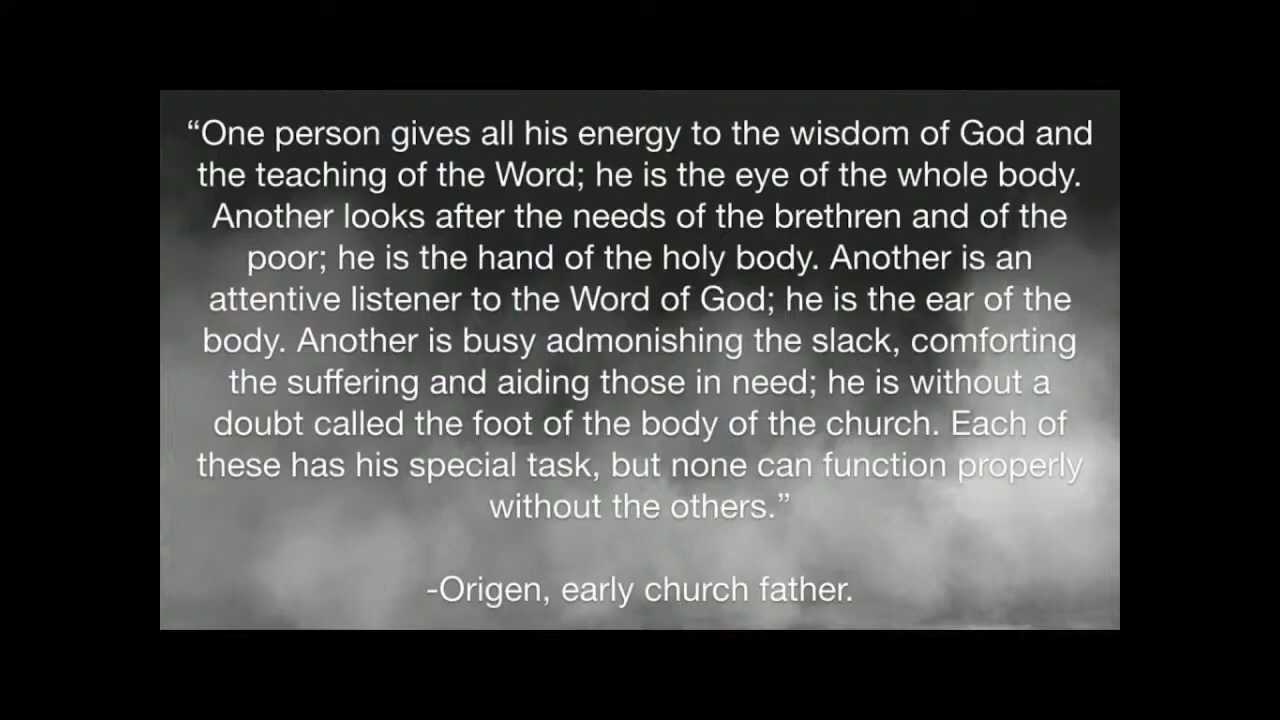 “One person gives all his energy to the wisdom of God and
the teaching of the Word; he is the eye of the whole body.
Another looks after the needs of the brethren and of the
poor; he is the hand of the holy body. Another is an
attentive listener to the Word of God; he is the ear of the
body. Another is busy admonishing the slack, comforting
the suffering and aiding those in need; he is without a
doubt called the foot of the body of the church. Each of
these has his special task, but none can function properly
without the others.”
-Origen, early church father.